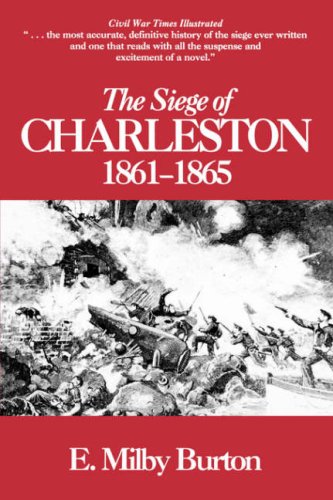 Civil War Times Illustrated
“ . . . the most accurate, definitive history of the siege ever written
and one that reads with all the suspense and
excitement of a novel.”
The Siege of
CHARLESTON
1861–1865
E. Milby Burton